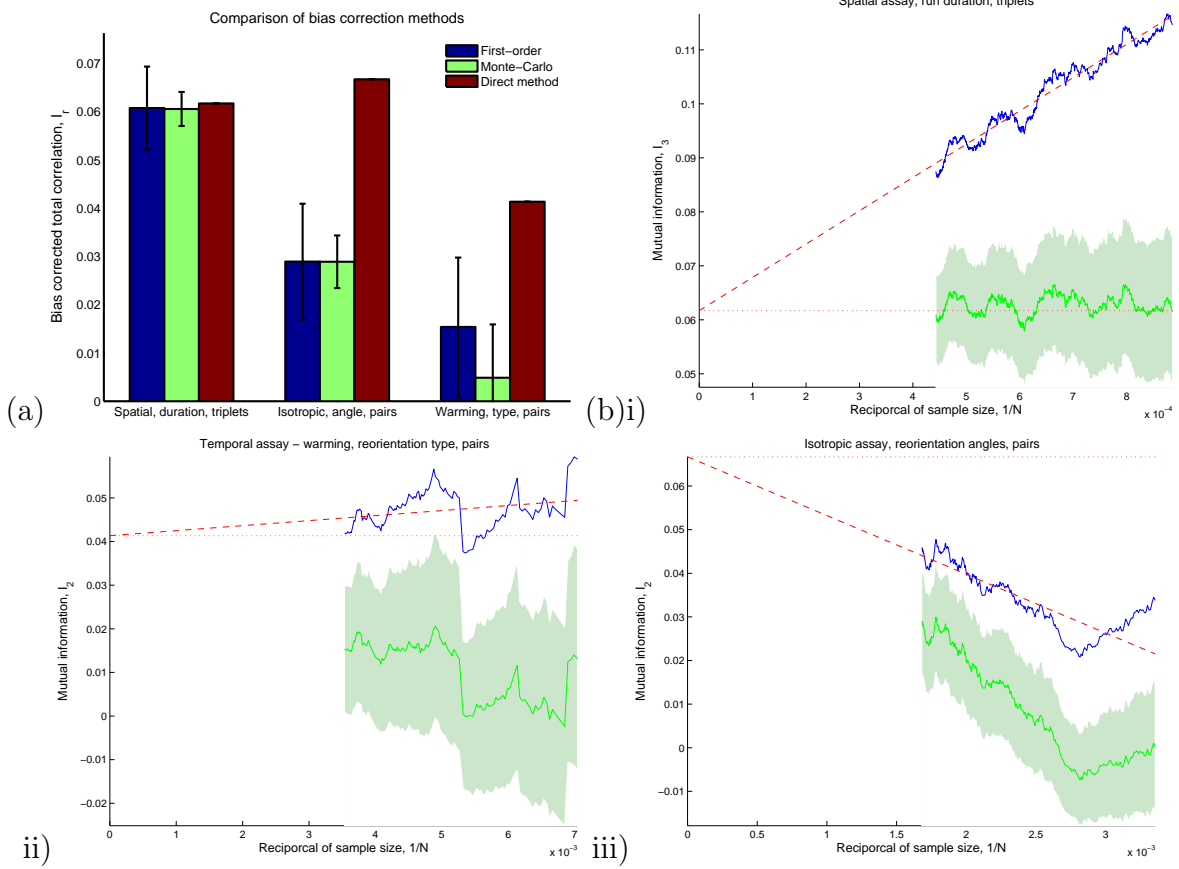 Comparison of bias correction methods
First−order
Monte−Carlo
Direct method
Bias corrected total correlation, I_r
0.07
0.06
0.05
0.04
0.03
0.02
0.01
0
Spatial, duration, triplets
Isotropic, angle, pairs
Warming, type, pairs
(a)
Spatial assay, run duration, triplets
Mutual information, I_3
0.11
0.1
0.09
0.08
0.07
0.06
0.05
0 1 2 3 4 5 6 7 8
x 10^−4
Reciporcal of sample size, 1/N
(b)i)
Temporal assay − warming, reorientation type, pairs
Mutual information, I_2
0.05
0.04
0.03
0.02
0.01
0
−0.01
−0.02
0 1 2 3 4 5 6 7
x 10^−3
Reciporcal of sample size, 1/N
ii)
Isotropic assay, reorientation angles, pairs
Mutual information, I_2
0.06
0.05
0.04
0.03
0.02
0.01
0
−0.01
0 0.5 1 1.5 2 2.5 3
x 10^−3
Reciporcal of sample size, 1/N
iii)